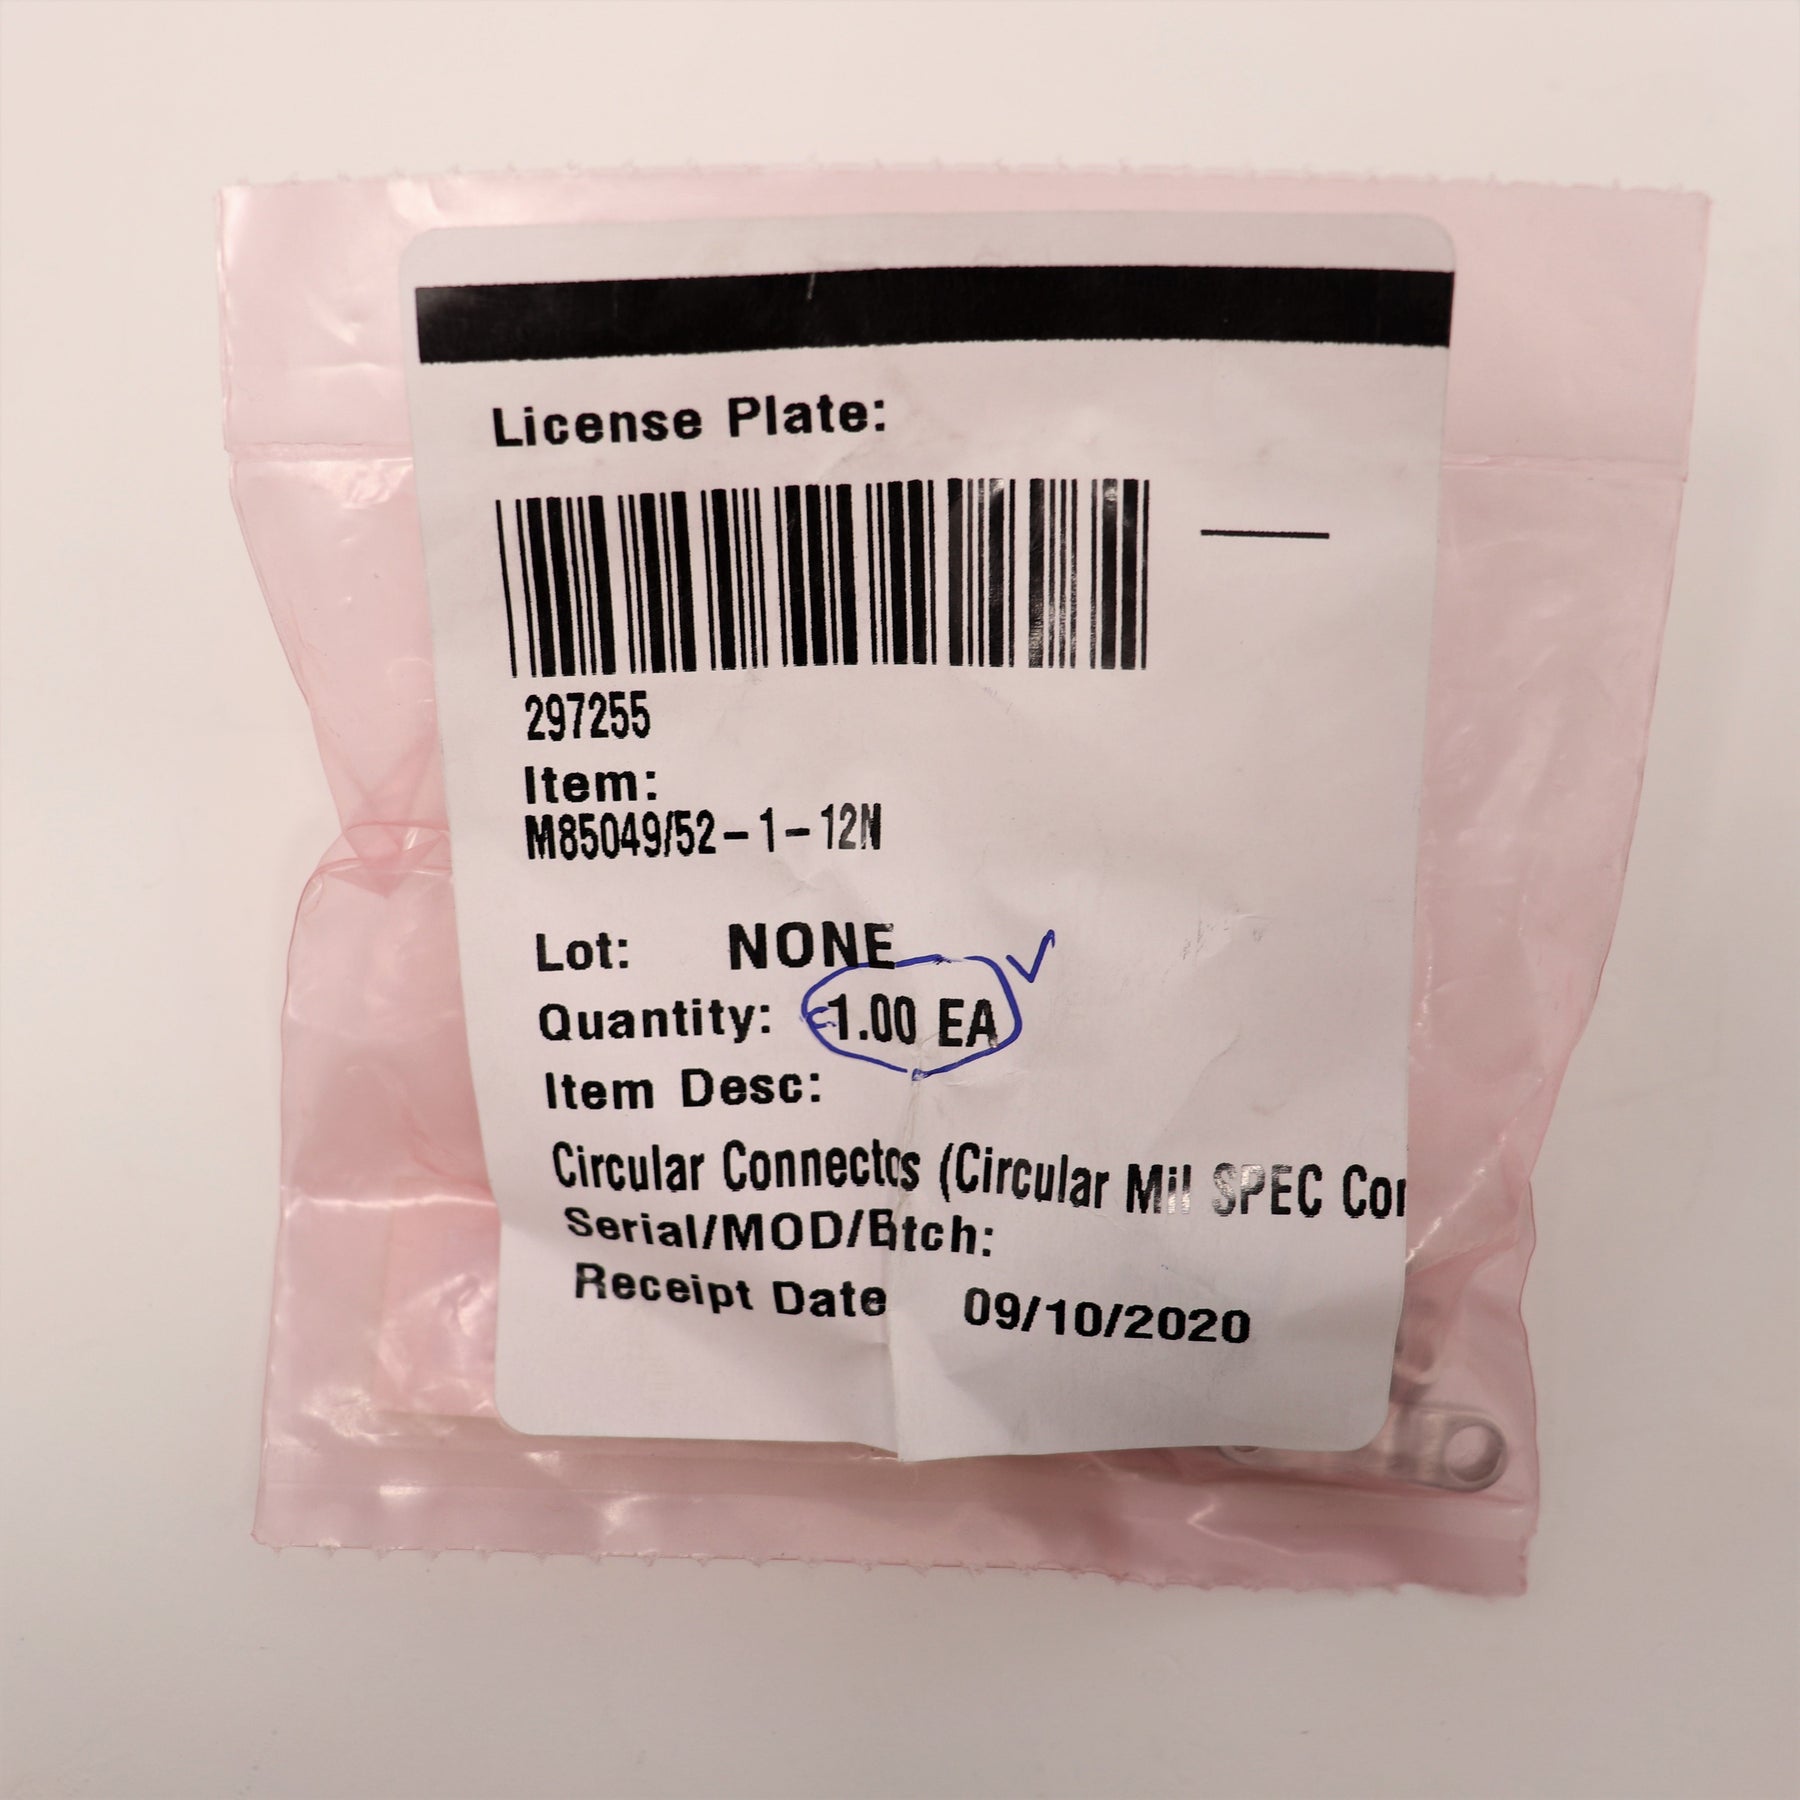 License Plate:
297255
Item:
M85049/52-1-12N
Lot: NONE
Quantity: 1.00 EA
Item Desc:
Circular Connectos (Circular Mil SPEC Con
Serial/MOD/Btch:
Receipt Date 09/10/2020